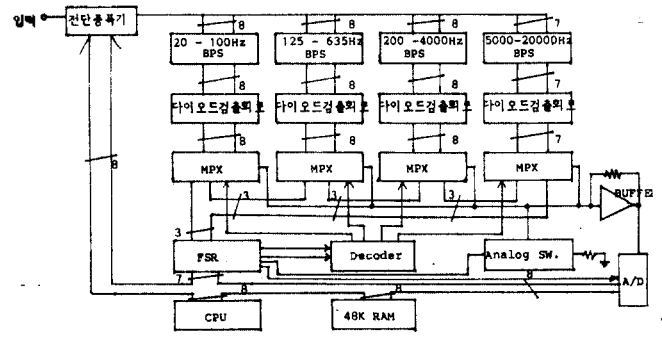 입력
전단증폭기
8
8
8
7
20 - 100Hz
BPS
125 - 635Hz
BPS
200 -4000Hz
BPS
5000-20000Hz
BPS
8
8
8
7
다이오드검출회로
다이오드검출회로
다이오드검출회로
다이오드검출회로
8
8
8
7
8
MPX
MPX
MPX
MPX
BUFFE
3
3
3
3
FSR
Decoder
Analog SW.
A/D
7
8
8
8
CPU
48K RAM